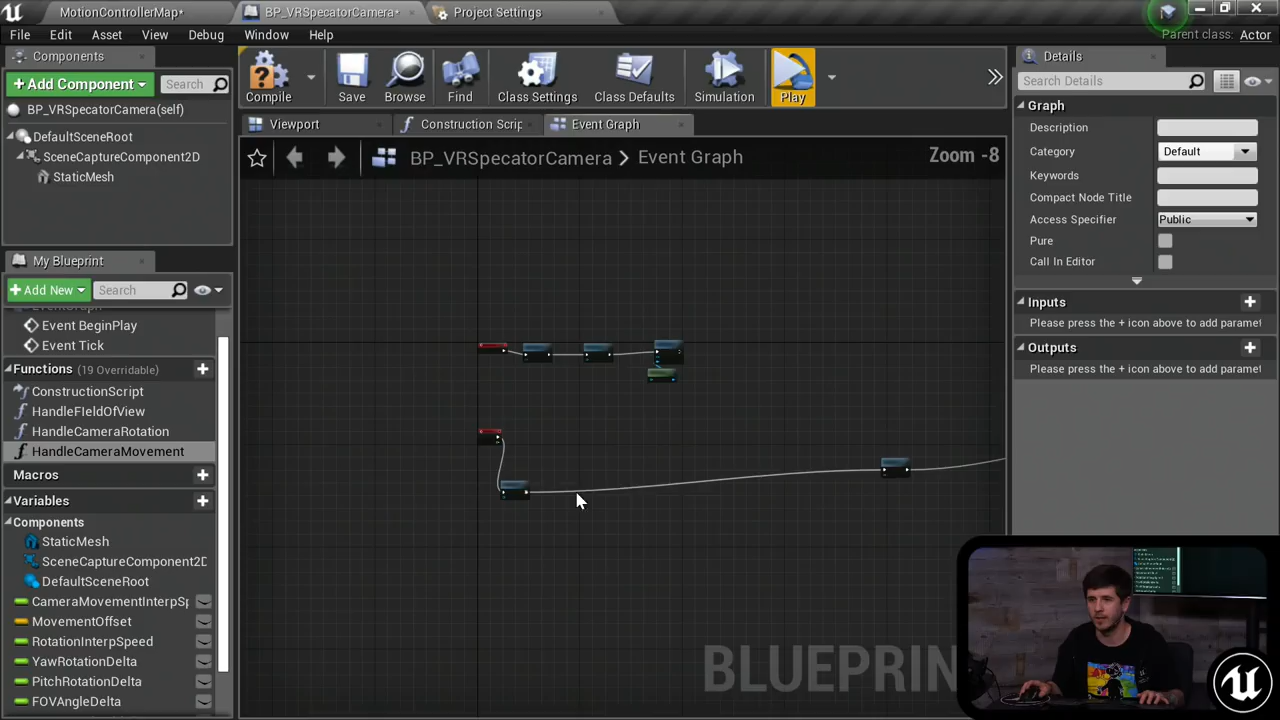 MotionControllerMap*
BP_VRSpecatorCamera*
Project Settings
File Edit Asset View Debug Window Help
Parent class: Actor
Components
+ Add Component
Search
BP_VRSpecatorCamera(self)
DefaultSceneRoot
SceneCaptureComponent2D
StaticMesh
My Blueprint
+ Add New
Search
EventGraph
Event BeginPlay
Event Tick
Functions (19 Overridable)
ConstructionScript
HandleFIeldOfView
HandleCameraRotation
HandleCameraMovement
Macros
Variables
Components
StaticMesh
SceneCaptureComponent2D
DefaultSceneRoot
CameraMovementInterpSp
MovementOffset
RotationInterpSpeed
YawRotationDelta
PitchRotationDelta
FOVAngleDelta
Compile
Save
Browse
Find
Class Settings
Class Defaults
Simulation
Play
Viewport
Construction Scrip
Event Graph
BP_VRSpecatorCamera > Event Graph
Zoom -8
BLUEPRIN
Details
Search Details
Graph
Description
Category
Default
Keywords
Compact Node Title
Access Specifier
Public
Pure
Call In Editor
Inputs
Please press the + icon above to add paramet
Outputs
Please press the + icon above to add paramet